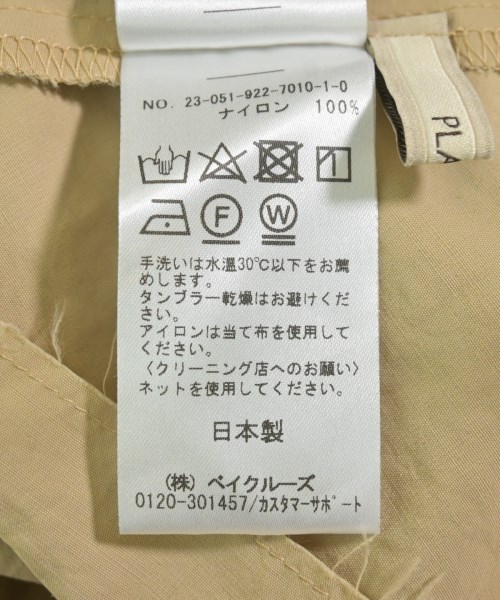 NO. 23-051-922-7010-1-0
ナイロン 100%
F W
手洗いは水温30℃以下をお薦
めします。
タンブラー乾燥はお避けくだ
さい。
アイロンは当て布を使用して
ください。
〈クリーニング店へのお願い〉
ネットを使用してください。
日本製
(株) ベイクルーズ
0120-301457/カスタマーサポート
PLA